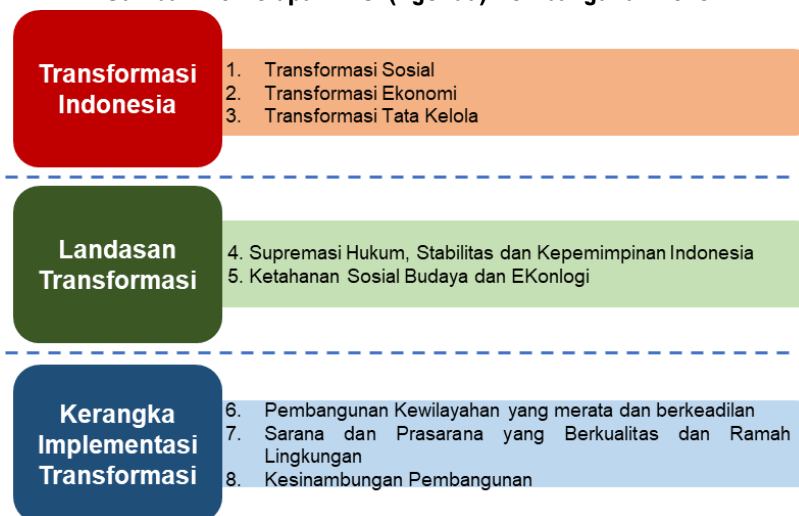 Transformasi
Indonesia
1. Transformasi Sosial
2. Transformasi Ekonomi
3. Transformasi Tata Kelola
Landasan
Transformasi
4. Supremasi Hukum, Stabilitas dan Kepemimpinan Indonesia
5. Ketahanan Sosial Budaya dan EKonlogi
Kerangka
Implementasi
Transformasi
6. Pembangunan Kewilayahan yang merata dan berkeadilan
7. Sarana dan Prasarana yang Berkualitas dan Ramah
Lingkungan
8. Kesinambungan Pembangunan